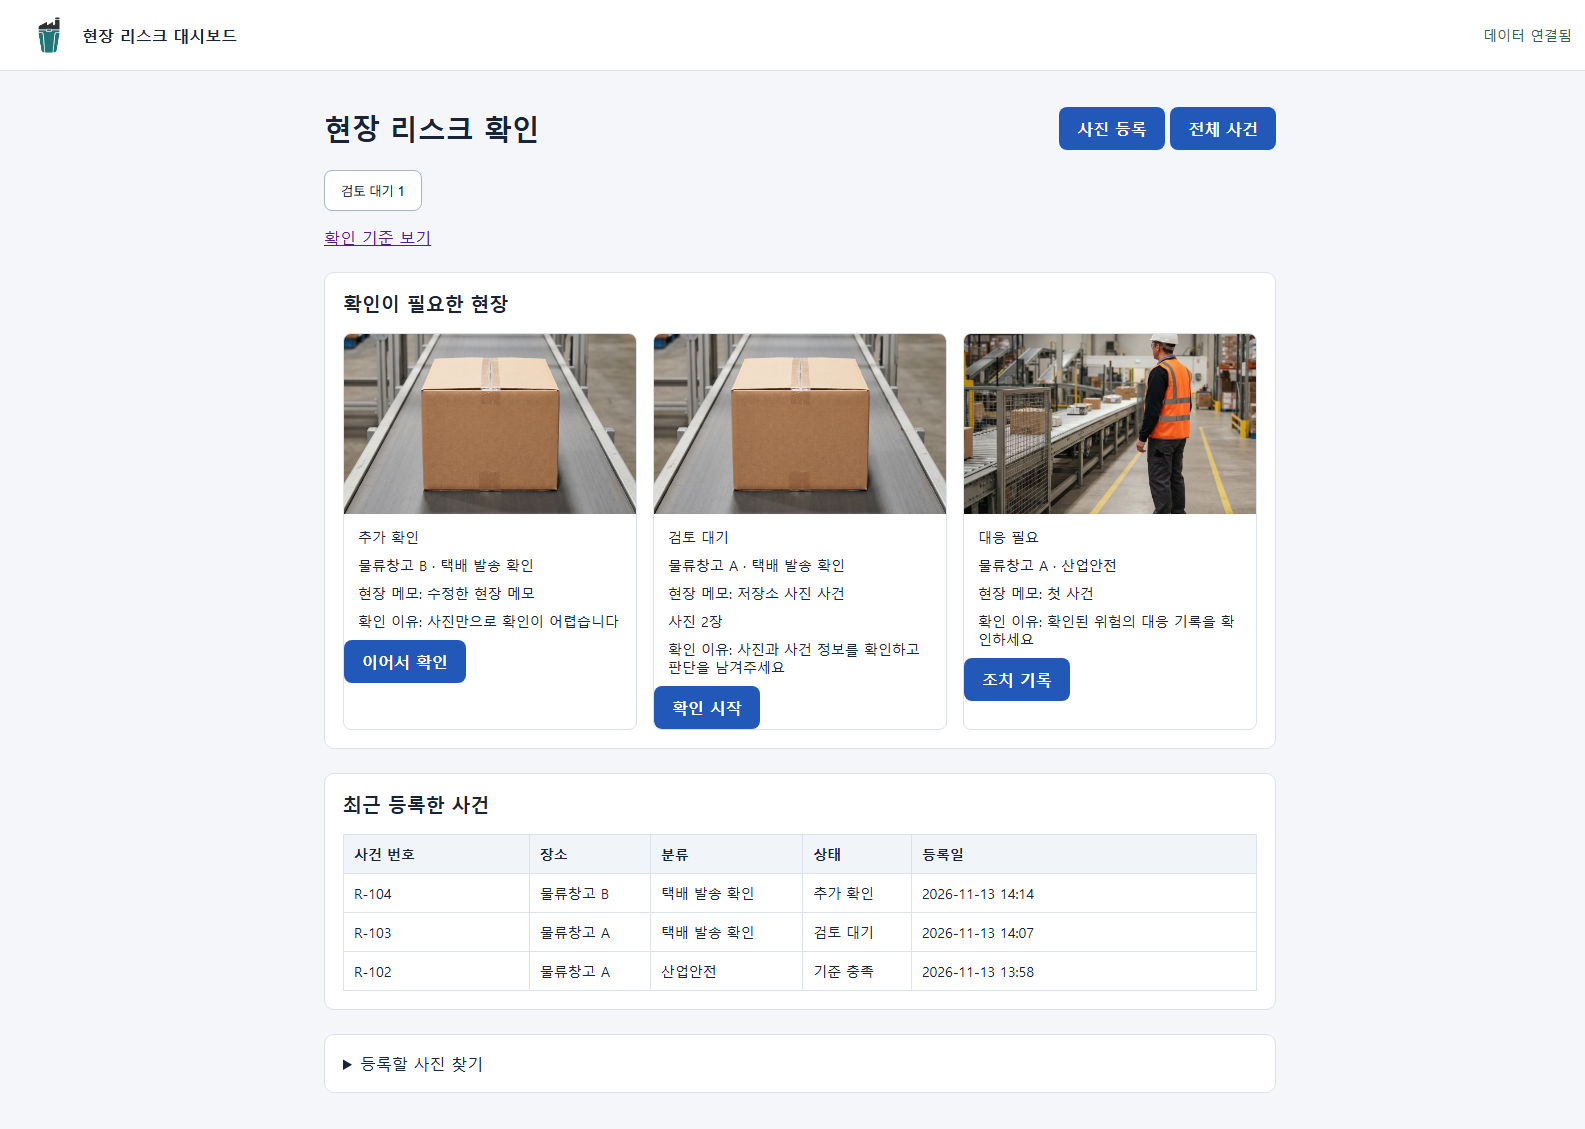 현장 리스크 대시보드
데이터 연결됨
현장 리스크 확인
사진 등록
전체 사건
검토 대기 1
확인 기준 보기
확인이 필요한 현장
추가 확인
물류창고 B · 택배 발송 확인
현장 메모: 수정한 현장 메모
확인 이유: 사진만으로 확인이 어렵습니다
이어서 확인
검토 대기
물류창고 A · 택배 발송 확인
현장 메모: 저장소 사진 사건
사진 2장
확인 이유: 사진과 사건 정보를 확인하고
판단을 남겨주세요
확인 시작
대응 필요
물류창고 A · 산업안전
현장 메모: 첫 사건
확인 이유: 확인된 위험의 대응 기록을 확
인하세요
조치 기록
최근 등록한 사건
사건 번호 장소 분류 상태 등록일
R-104 물류창고 B 택배 발송 확인 추가 확인 2026-11-13 14:14
R-103 물류창고 A 택배 발송 확인 검토 대기 2026-11-13 14:07
R-102 물류창고 A 산업안전 기준 충족 2026-11-13 13:58
▶ 등록할 사진 찾기